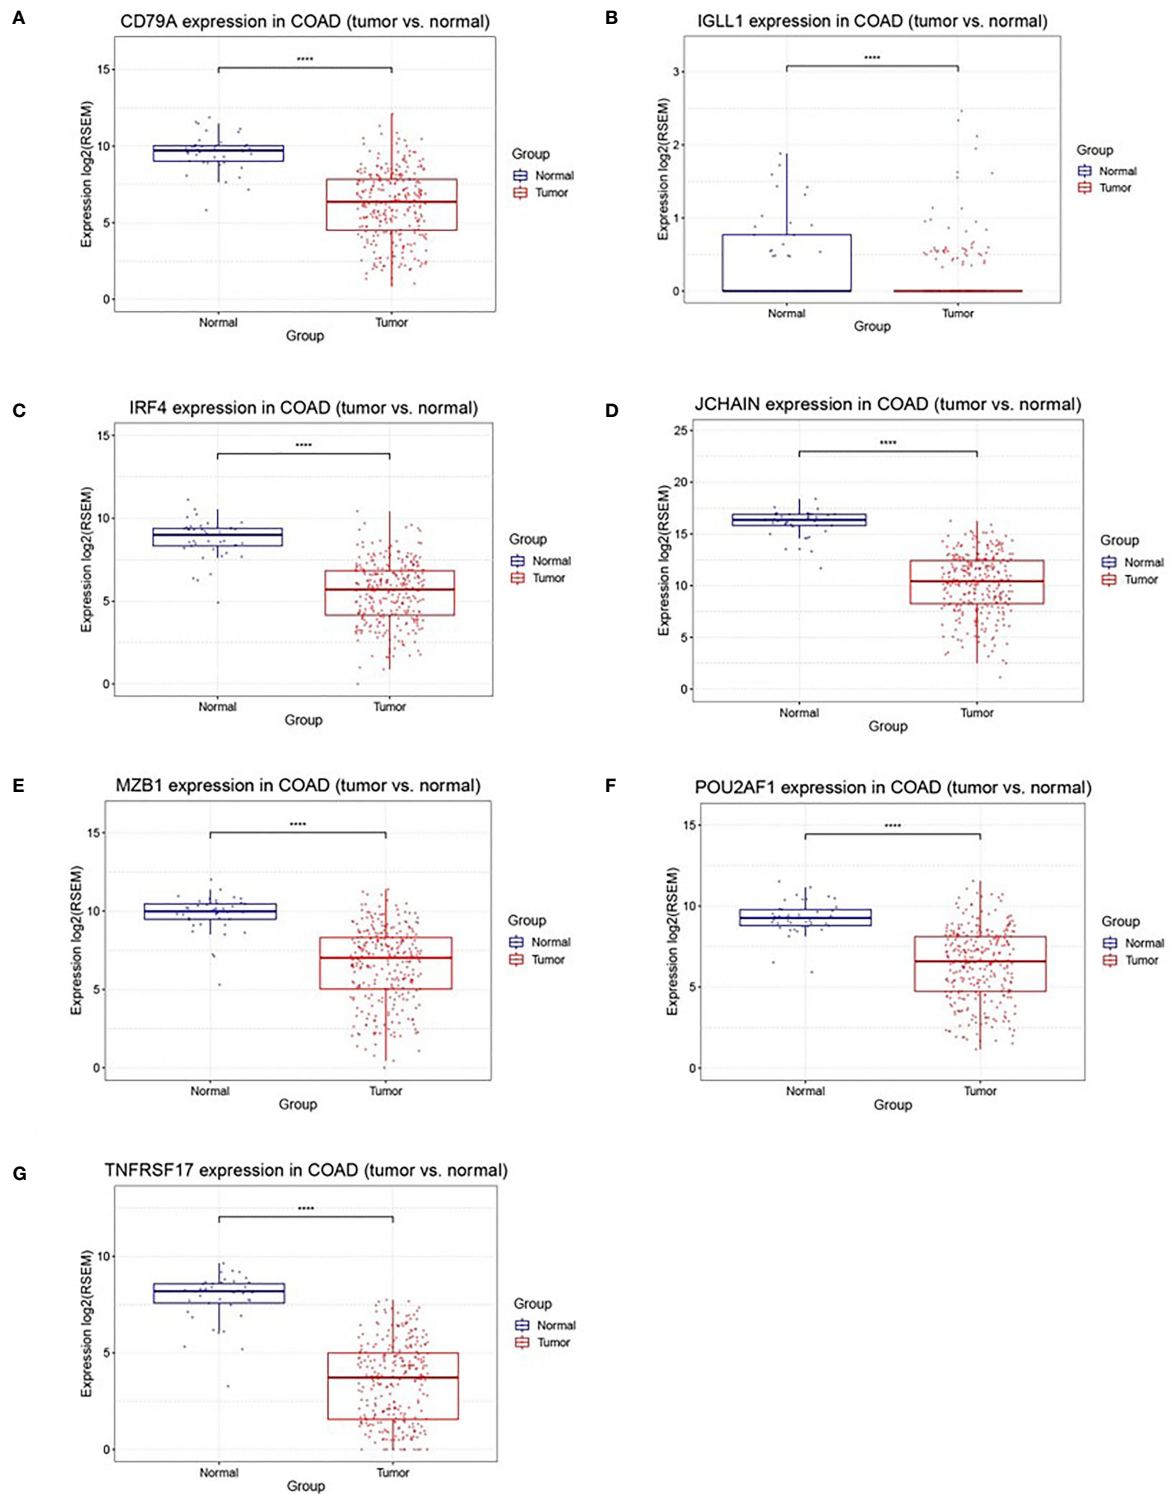 A
CD79A expression in COAD (tumor vs. normal)
****
15
10
5
0
Expression log2(RSEM)
Normal
Tumor
Group
Group
Normal
Tumor
B
IGLL1 expression in COAD (tumor vs. normal)
****
3
2
1
0
Expression log2(RSEM)
Normal
Tumor
Group
Group
Normal
Tumor
C
IRF4 expression in COAD (tumor vs. normal)
****
15
10
5
0
Expression log2(RSEM)
Normal
Tumor
Group
Group
Normal
Tumor
D
JCHAIN expression in COAD (tumor vs. normal)
****
25
20
15
10
5
0
Expression log2(RSEM)
Normal
Tumor
Group
Group
Normal
Tumor
E
MZB1 expression in COAD (tumor vs. normal)
****
15
10
5
0
Expression log2(RSEM)
Normal
Tumor
Group
Group
Normal
Tumor
F
POU2AF1 expression in COAD (tumor vs. normal)
****
15
10
5
0
Expression log2(RSEM)
Normal
Tumor
Group
Group
Normal
Tumor
G
TNFRSF17 expression in COAD (tumor vs. normal)
****
10
5
0
Expression log2(RSEM)
Normal
Tumor
Group
Group
Normal
Tumor